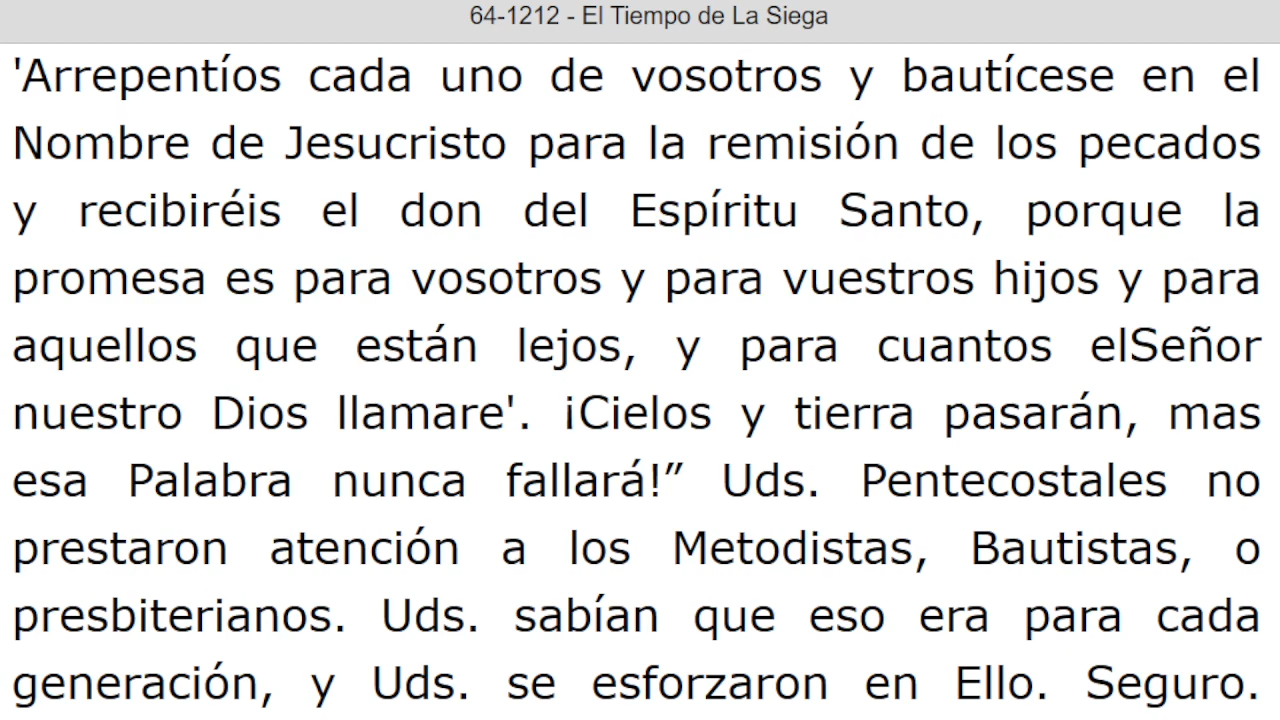 64-1212 - El Tiempo de La Siega
'Arrepentíos cada uno de vosotros y bautícese en el
Nombre de Jesucristo para la remisión de los pecados
y recibiréis el don del Espíritu Santo, porque la
promesa es para vosotros y para vuestros hijos y para
aquellos que están lejos, y para cuantos elSeñor
nuestro Dios llamare'. ¡Cielos y tierra pasarán, mas
esa Palabra nunca fallará!” Uds. Pentecostales no
prestaron atención a los Metodistas, Bautistas, o
presbiterianos. Uds. sabían que eso era para cada
generación, y Uds. se esforzaron en Ello. Seguro.